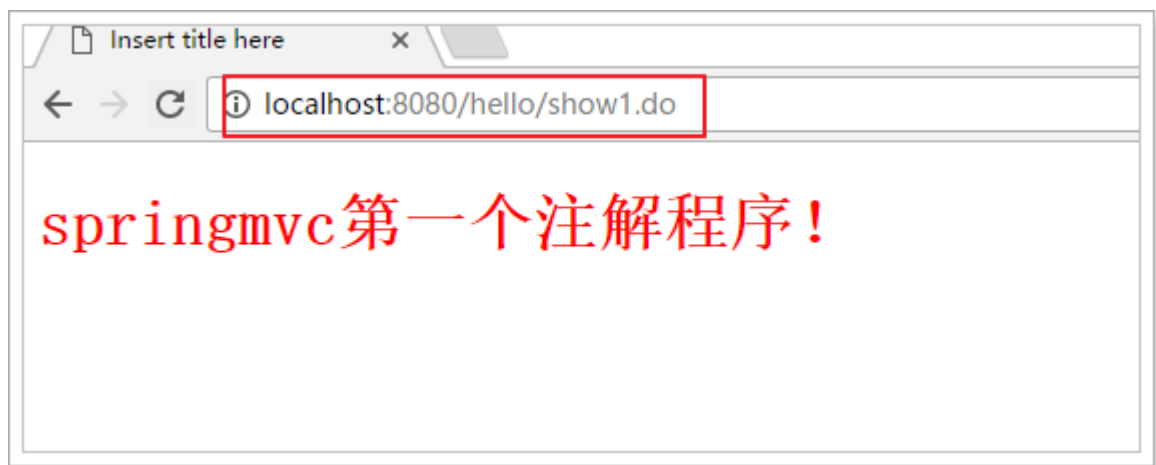 Insert title here
localhost:8080/hello/show1.do
springmvc第一个注解程序!